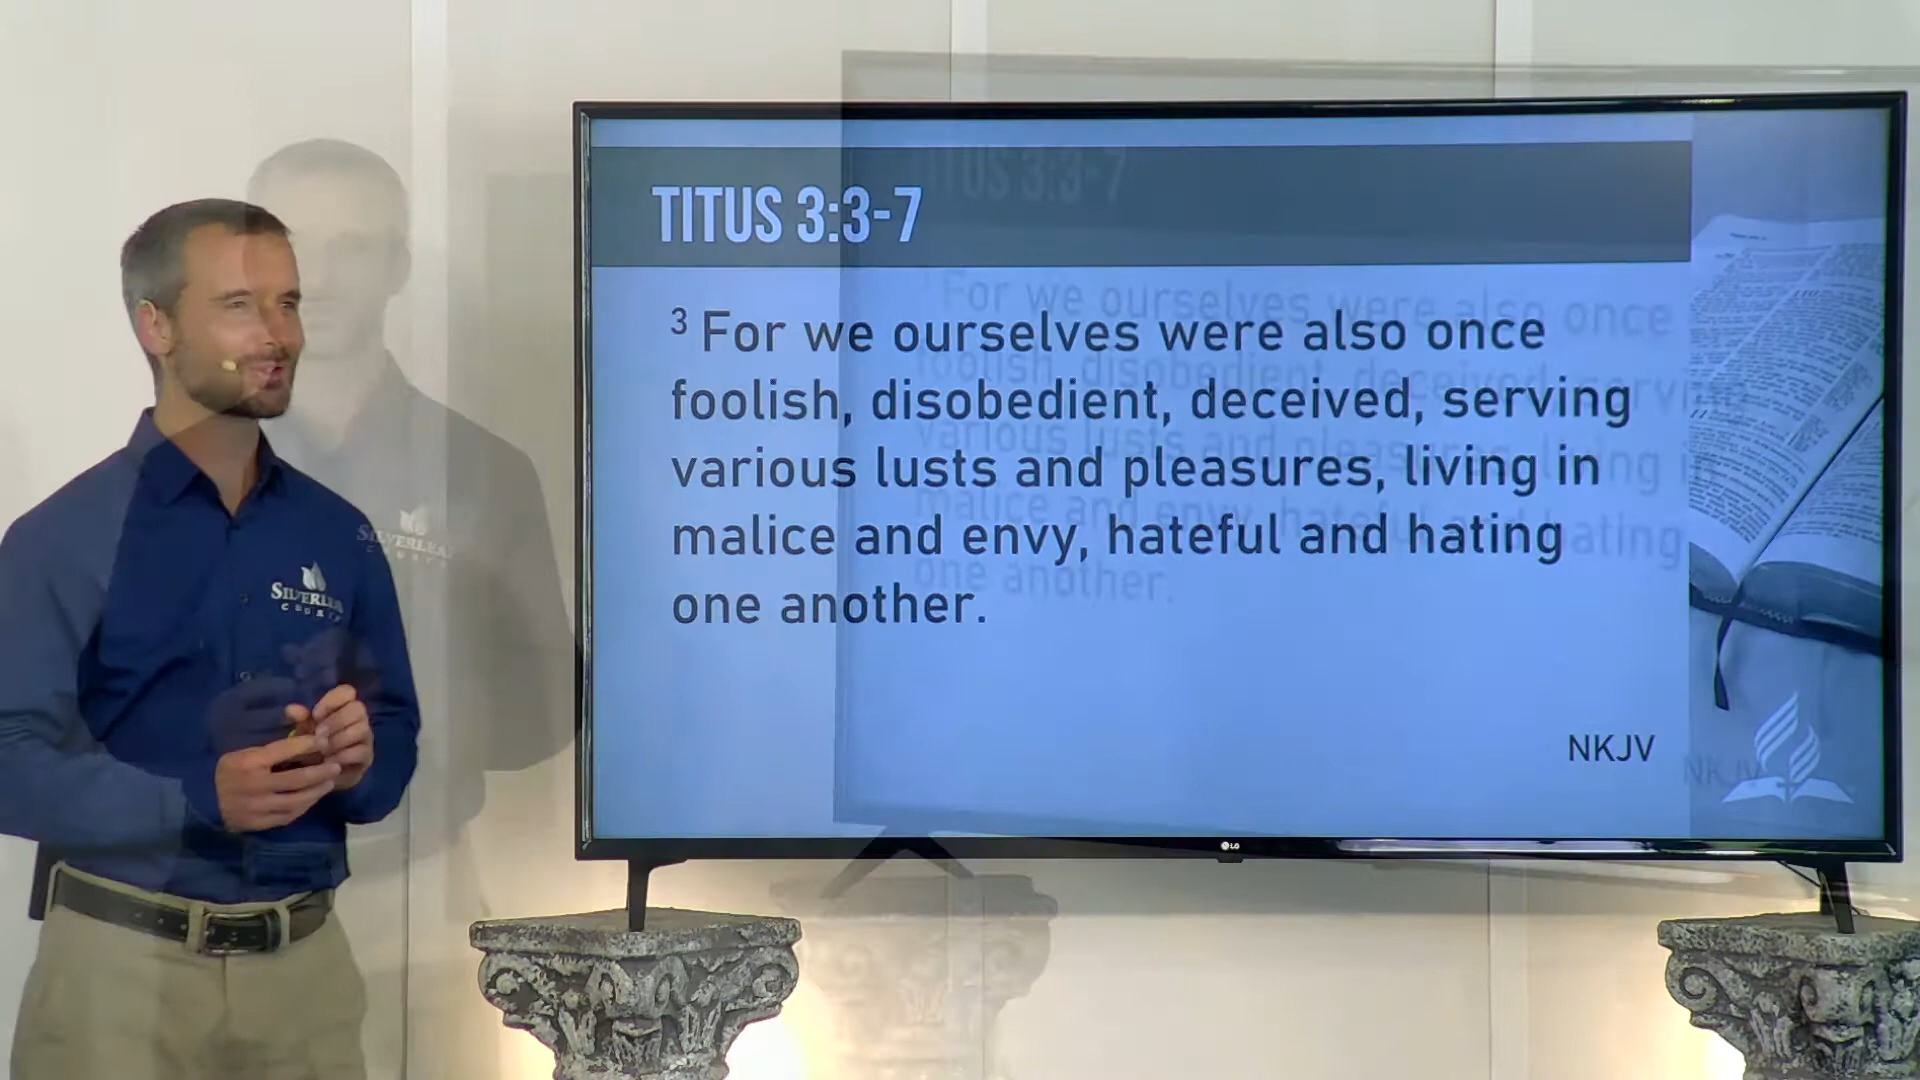 TITUS 3:3-7
3 For we ourselves were also once
foolish, disobedient, deceived, serving
various lusts and pleasures, living in
malice and envy, hateful and hating
one another.
NKJV
LG